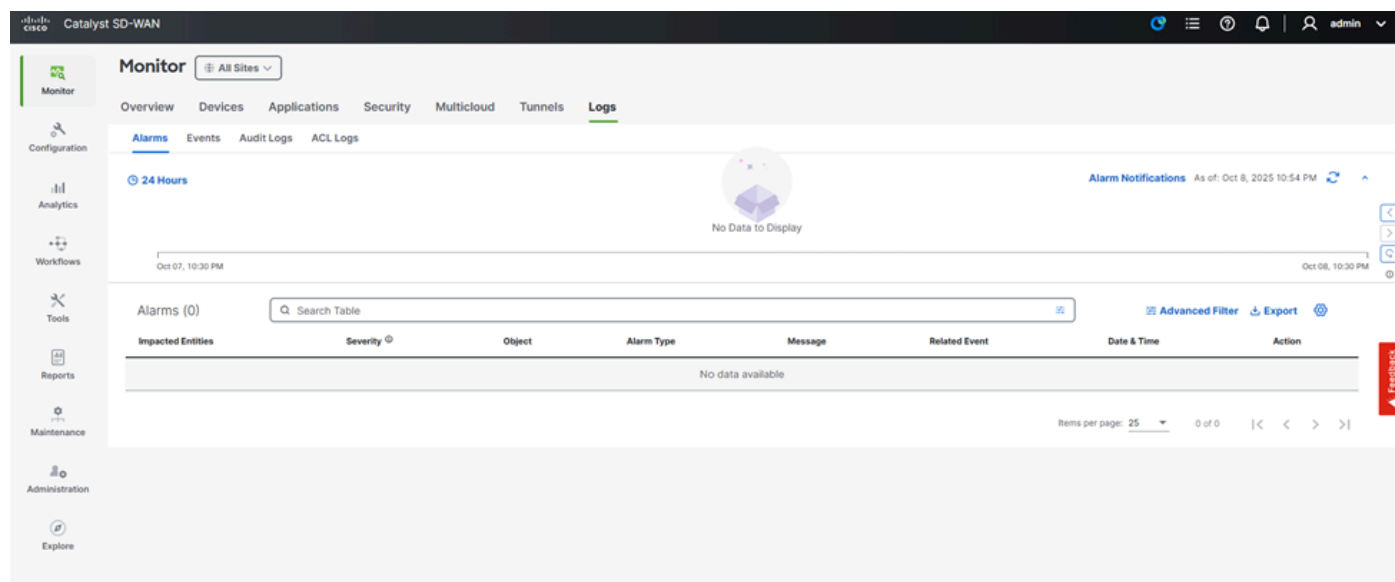 CISCO Catalyst SD-WAN admin
Monitor All Sites
Monitor
Overview Devices Applications Security Multicloud Tunnels Logs
Configuration
Alarms Events Audit Logs ACL Logs
24 Hours
Alarm Notifications As of: Oct 8, 2025 10:54 PM
Analytics
No Data to Display
Workflows
Oct 07, 10:30 PM Oct 08, 10:30 PM
Tools
Alarms (0) Search Table Advanced Filter Export
Impacted Entities Severity Object Alarm Type Message Related Event Date & Time Action
Reports
No data available
Feedback
Maintenance
Items per page: 25 0 of 0
Administration
Explore